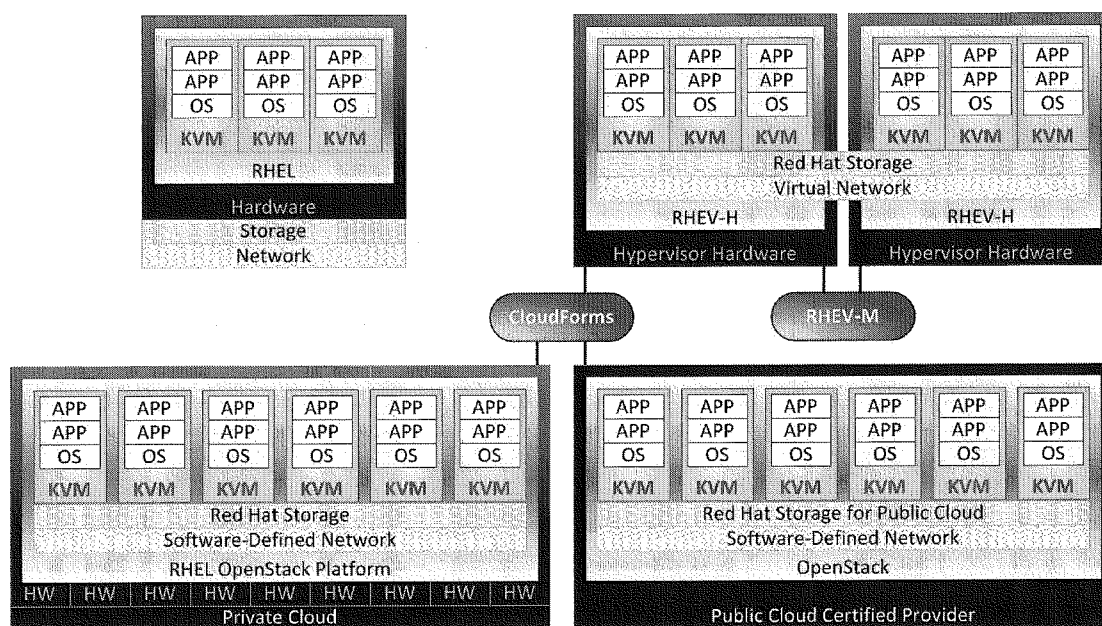 APP APP APP
APP APP APP
OS OS OS
KVM KVM KVM
RHEL
Hardware
Storage
Network
APP APP APP
APP APP APP
OS OS OS
KVM KVM KVM
APP APP APP
APP APP APP
OS OS OS
KVM KVM KVM
Red Hat Storage
Virtual Network
RHEV-H
RHEV-H
Hypervisor Hardware
Hypervisor Hardware
CloudForms
RHEV-M
APP APP APP APP APP APP
APP APP APP APP APP APP
OS OS OS OS OS OS
KVM KVM KVM KVM KVM KVM
Red Hat Storage
Software-Defined Network
RHEL OpenStack Platform
HW HW HW HW HW HW HW HW
Private Cloud
APP APP APP APP APP APP
APP APP APP APP APP APP
OS OS OS OS OS OS
KVM KVM KVM KVM KVM KVM
Red Hat Storage for Public Cloud
Software-Defined Network
OpenStack
Public Cloud Certified Provider